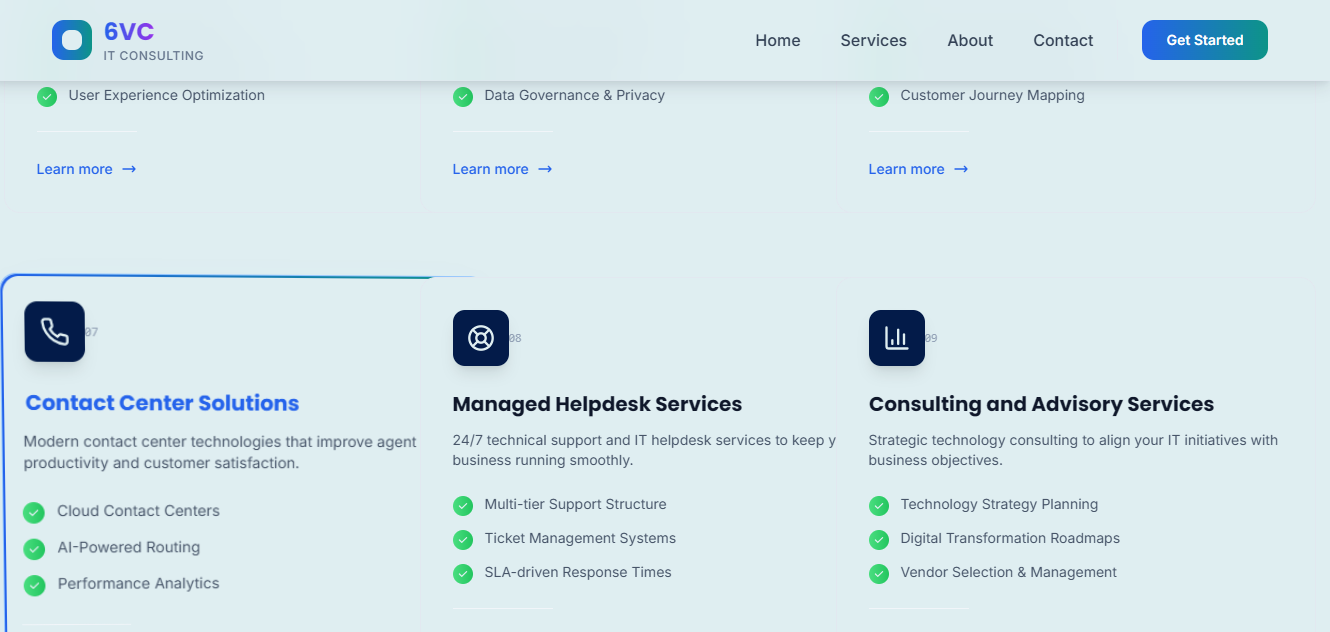 6VC
IT CONSULTING
Home
Services
About
Contact
Get Started
User Experience Optimization
Data Governance & Privacy
Customer Journey Mapping
Learn more →
Learn more →
Learn more →
07
Contact Center Solutions
Modern contact center technologies that improve agent
productivity and customer satisfaction.
Cloud Contact Centers
AI-Powered Routing
Performance Analytics
08
Managed Helpdesk Services
24/7 technical support and IT helpdesk services to keep y
business running smoothly.
Multi-tier Support Structure
Ticket Management Systems
SLA-driven Response Times
09
Consulting and Advisory Services
Strategic technology consulting to align your IT initiatives with
business objectives.
Technology Strategy Planning
Digital Transformation Roadmaps
Vendor Selection & Management